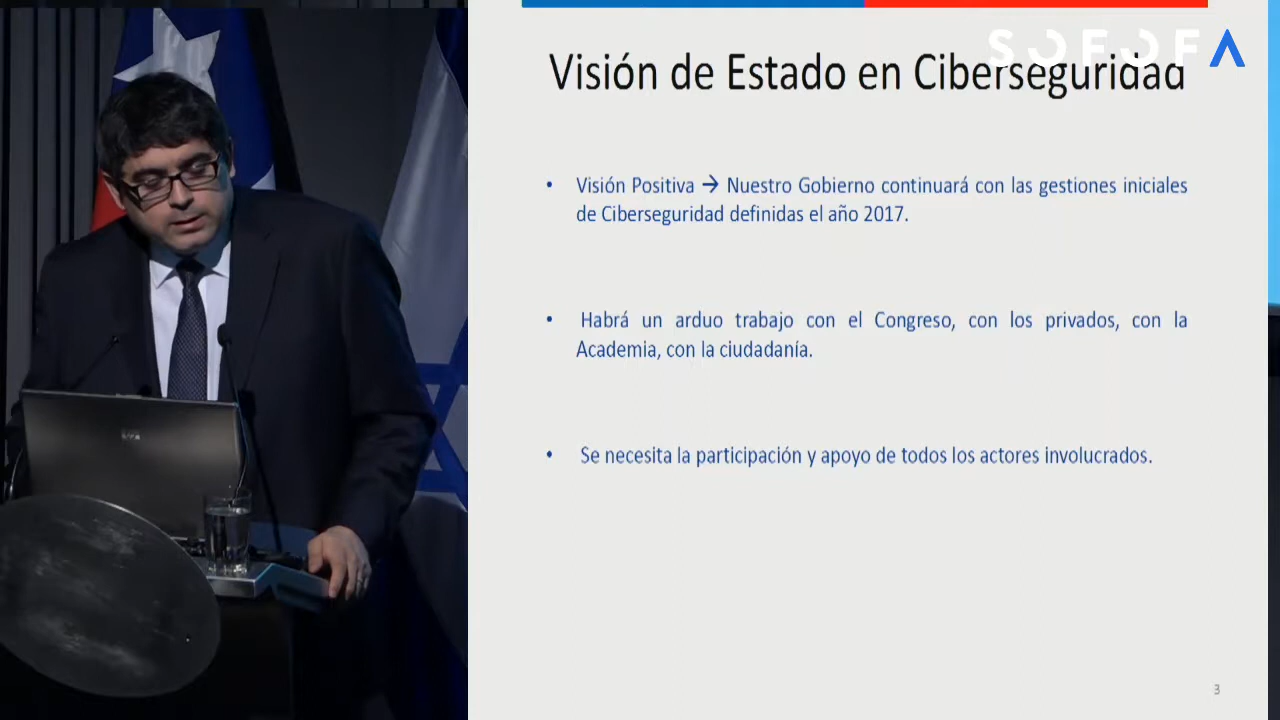 SOFOFA
Visión de Estado en Ciberseguridad
• Visión Positiva → Nuestro Gobierno continuará con las gestiones iniciales
de Ciberseguridad definidas el año 2017.
• Habrá un arduo trabajo con el Congreso, con los privados, con la
Academia, con la ciudadanía.
• Se necesita la participación y apoyo de todos los actores involucrados.
3